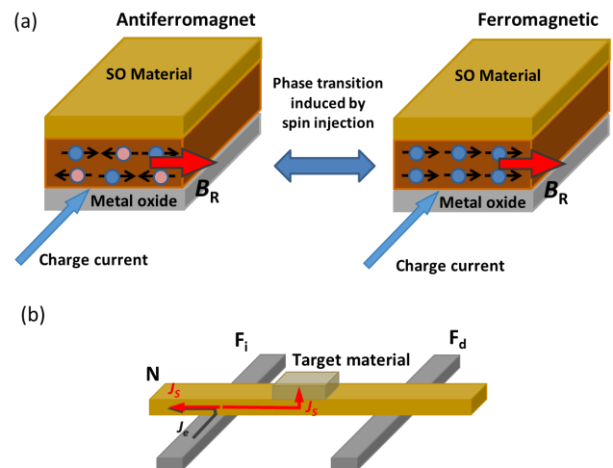 (a)
Antiferromagnet
Ferromagnetic
SO Material
SO Material
Phase transition
induced by
spin injection
B_R
B_R
Metal oxide
Metal oxide
Charge current
Charge current
(b)
F_i
F_d
Target material
N
J_S
J_S
J_e